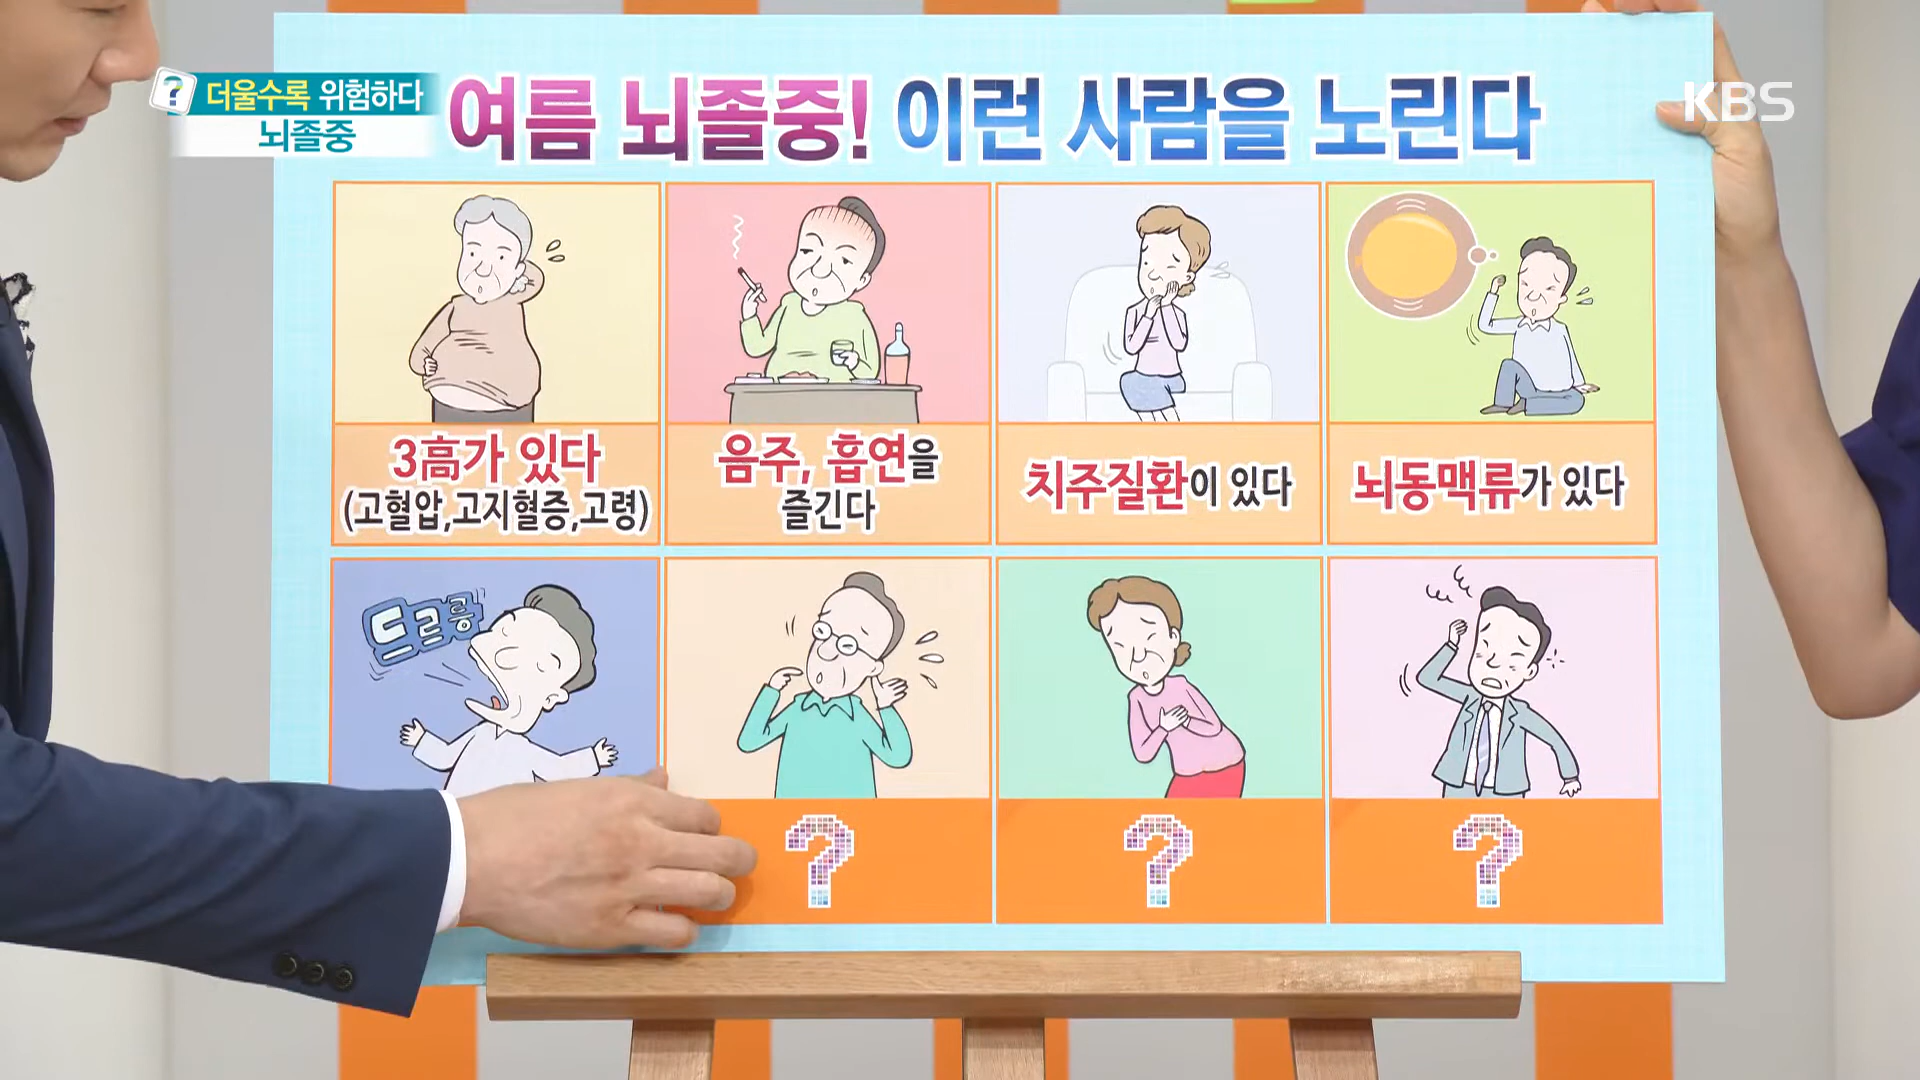 ?
더울수록 위험하다
뇌졸중
여름 뇌졸중! 이런 사람을 노린다
KBS
3高가 있다
(고혈압,고지혈증,고령)
음주, 흡연을
즐긴다
치주질환이 있다
뇌동맥류가 있다
드르릉
?
?
?